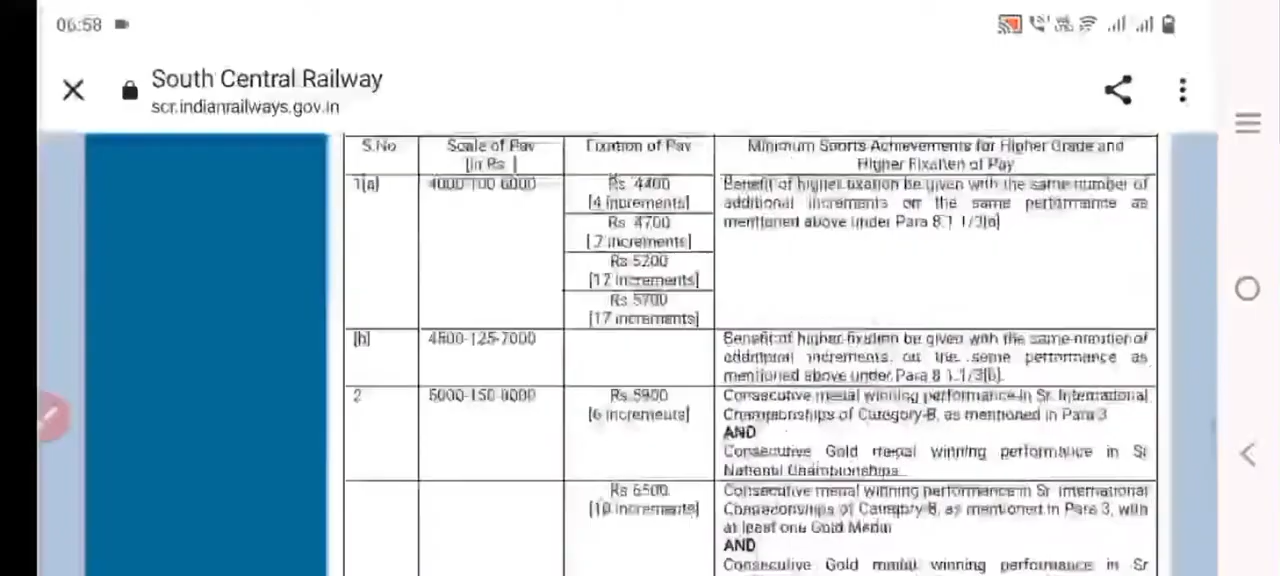 06:58
South Central Railway
scr.indianrailways.gov.in
S.No
Scale of Pay
[in Rs.]
Fixation of Pay
Minimum Sports Achievements for Higher Grade and
Higher Fixation of Pay
1(a)
4000-100-6000
Rs 4400
[4 increments]
Rs 4700
[7 increments]
Rs 5200
[12 increments]
Rs 5700
[17 increments]
Benefit of higher fixation be given with the same number of
additional increments on the same performance as
mentioned above under Para 8.1.1/3[a]
[b]
4500-125-7000
Benefit of higher fixation be given with the same number of
additional increments on the same performance as
mentioned above under Para 8.1.1/3[b].
2
5000-150-8000
Rs 5900
[6 increments]
Consecutive medal winning performance in Sr. International
Championships of Category-B, as mentioned in Para 3
AND
Consecutive Gold medal winning performance in Sr
National Championships
Rs 6500
[10 increments]
Consecutive medal winning performance in Sr International
Championships of Category-B, as mentioned in Para 3, with
at least one Gold Medal
AND
Consecutive Gold medal winning performance in Sr